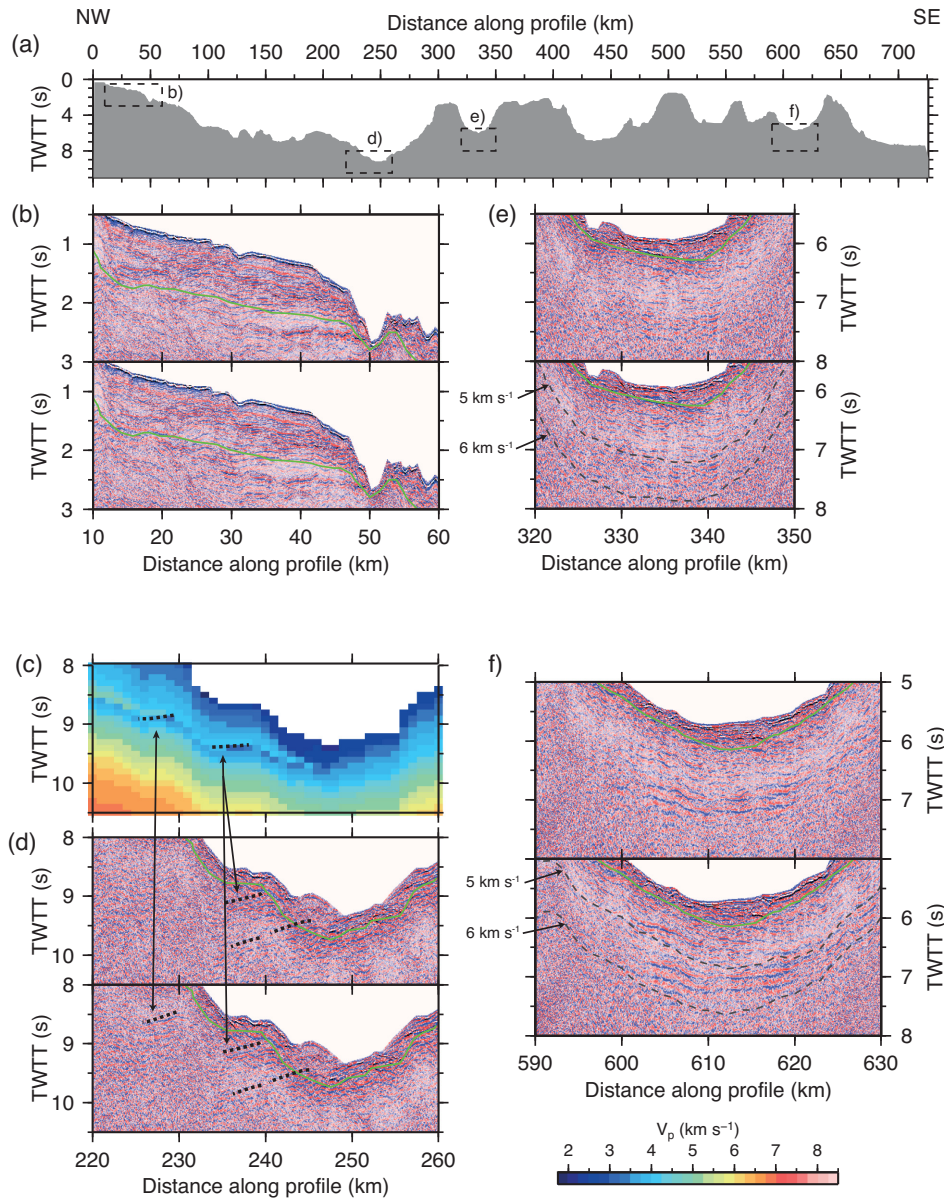 NW
Distance along profile (km)
SE
(a)
0 50 100 150 200 250 300 350 400 450 500 550 600 650 700
TWTT (s)
0
4
8
b)
d)
e)
f)
(b)
TWTT (s)
1
2
3
TWTT (s)
1
2
3
10 20 30 40 50 60
Distance along profile (km)
(e)
6
7
8
TWTT (s)
5 km s⁻¹
6 km s⁻¹
6
7
8
TWTT (s)
320 330 340 350
Distance along profile (km)
(c)
TWTT (s)
8
9
10
(d)
TWTT (s)
8
9
10
TWTT (s)
8
9
10
220 230 240 250 260
Distance along profile (km)
f)
5
6
7
TWTT (s)
5 km s⁻¹
6 km s⁻¹
6
7
8
TWTT (s)
590 600 610 620 630
Distance along profile (km)
Vₚ (km s⁻¹)
2 3 4 5 6 7 8